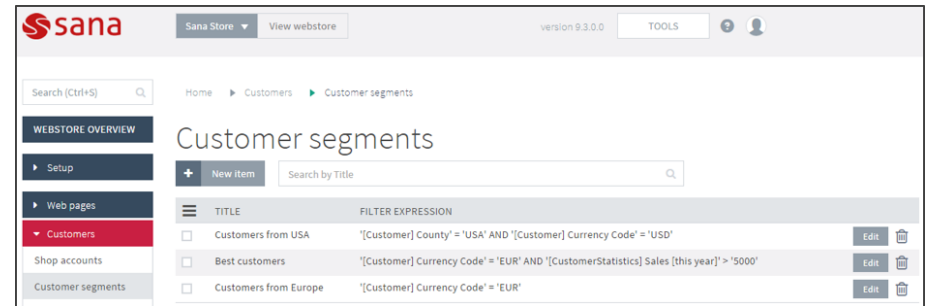 sana
Sana Store View webstore version 9.3.0.0 TOOLS ?
Search (Ctrl+S) Home Customers Customer segments
WEBSTORE OVERVIEW
Customer segments
Setup
+ New item Search by Title
Web pages
TITLE FILTER EXPRESSION
Customers
Customers from USA '[Customer] County' = 'USA' AND '[Customer] Currency Code' = 'USD' Edit
Shop accounts
Best customers '[Customer] Currency Code' = 'EUR' AND '[CustomerStatistics] Sales [this year]' > '5000' Edit
Customer segments
Customers from Europe '[Customer] Currency Code' = 'EUR' Edit